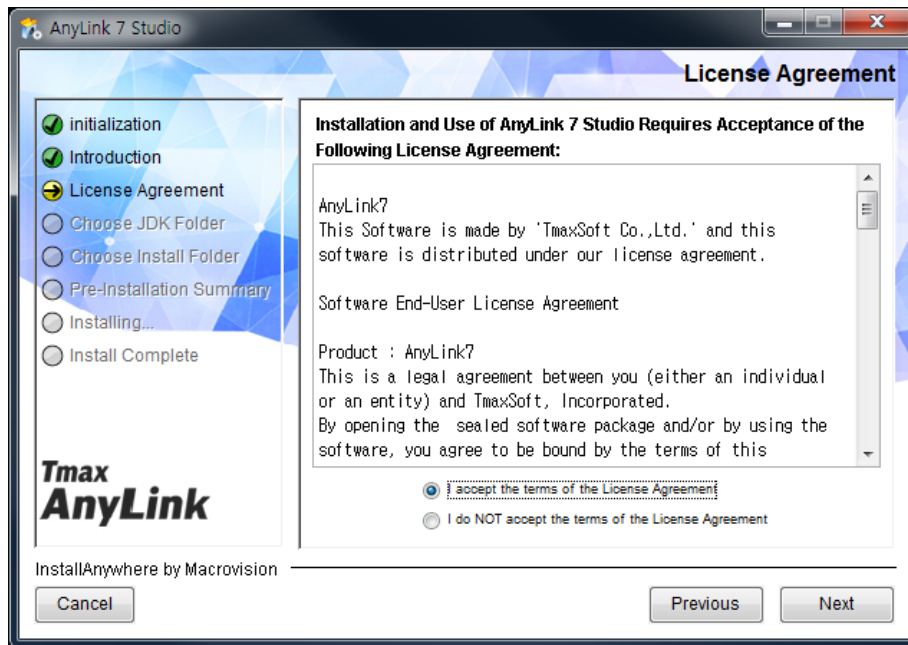 AnyLink 7 Studio
License Agreement
initialization
Introduction
License Agreement
Choose JDK Folder
Choose Install Folder
Pre-Installation Summary
Installing...
Install Complete
Tmax
AnyLink
Installation and Use of AnyLink 7 Studio Requires Acceptance of the
Following License Agreement:
AnyLink7
This Software is made by 'TmaxSoft Co.,Ltd.' and this
software is distributed under our license agreement.
Software End-User License Agreement
Product : AnyLink7
This is a legal agreement between you (either an individual
or an entity) and TmaxSoft, Incorporated.
By opening the  sealed software package and/or by using the
software, you agree to be bound by the terms of this
I accept the terms of the License Agreement
I do NOT accept the terms of the License Agreement
InstallAnywhere by Macrovision
Cancel
Previous
Next